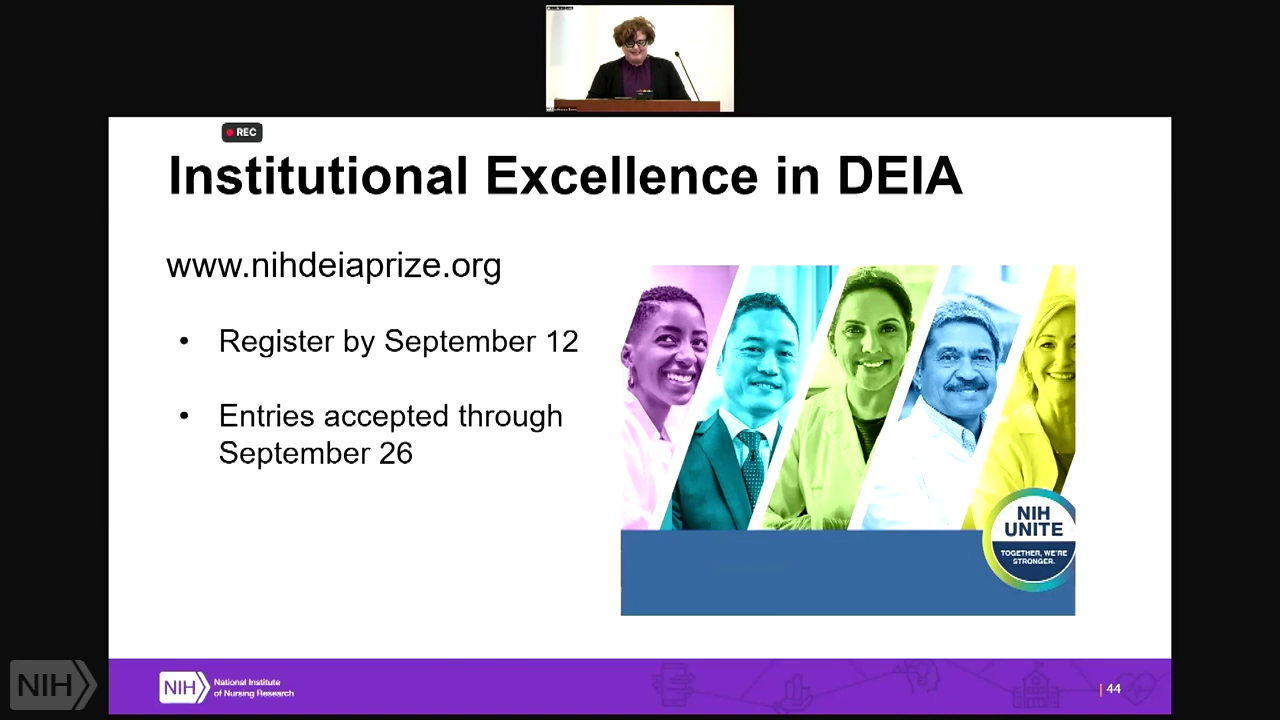 REC
Institutional Excellence in DEIA
www.nihdeiaprize.org
• Register by September 12
• Entries accepted through
September 26
NIH
UNITE
TOGETHER, WE'RE
STRONGER.
NIH
NIH
National Institute
of Nursing Research
| 44